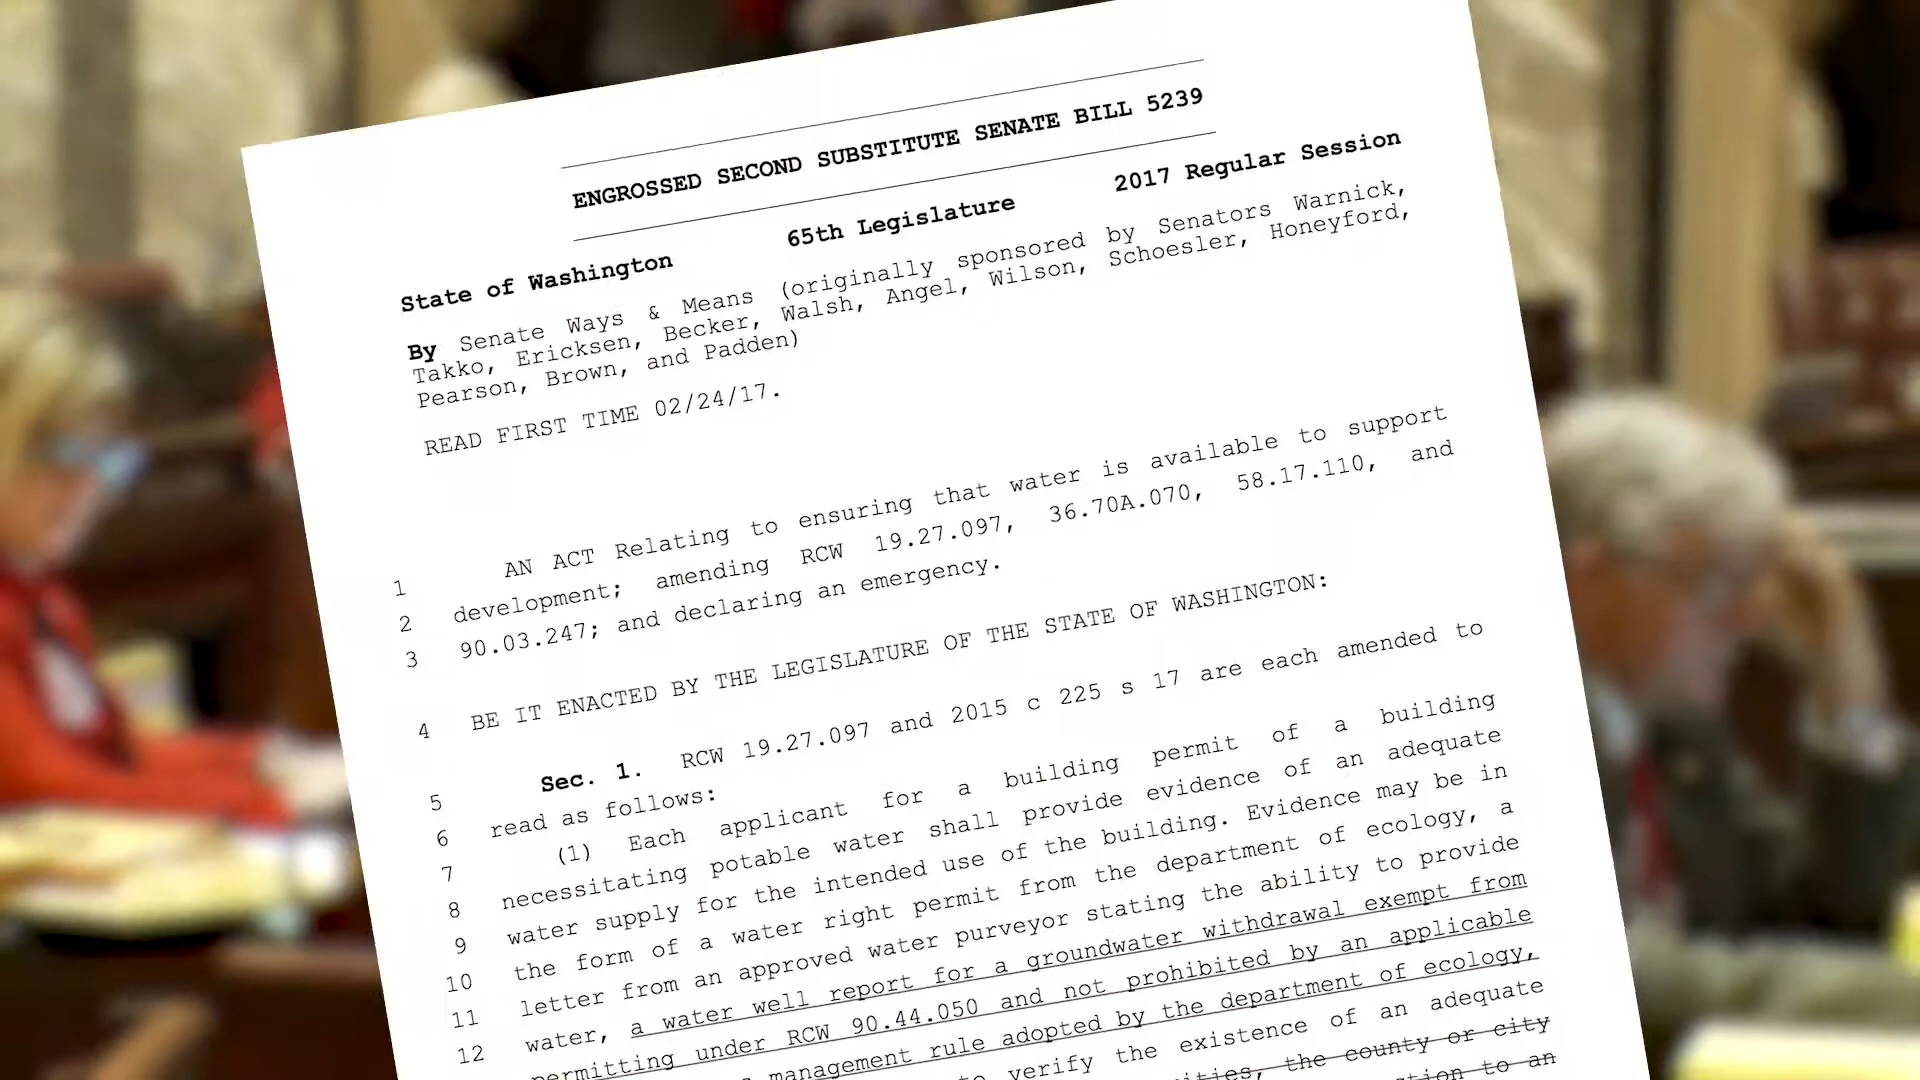 ENGROSSED SECOND SUBSTITUTE SENATE BILL 5239
State of Washington 65th Legislature 2017 Regular Session
By Senate Ways & Means (originally sponsored by Senators Warnick,
Takko, Ericksen, Becker, Walsh, Angel, Wilson, Schoesler, Honeyford,
Pearson, Brown, and Padden)
READ FIRST TIME 02/24/17.
1 AN ACT Relating to ensuring that water is available to support
2 development; amending RCW 19.27.097, 36.70A.070, 58.17.110, and
3 90.03.247; and declaring an emergency.
4 BE IT ENACTED BY THE LEGISLATURE OF THE STATE OF WASHINGTON:
5 Sec. 1. RCW 19.27.097 and 2015 c 225 s 17 are each amended to
6 read as follows:
7 (1) Each applicant for a building permit of a building
8 necessitating potable water shall provide evidence of an adequate
9 water supply for the intended use of the building. Evidence may be in
10 the form of a water right permit from the department of ecology, a
11 letter from an approved water purveyor stating the ability to provide
12 water, a water well report for a groundwater withdrawal exempt from
permitting under RCW 90.44.050 and not prohibited by an applicable
management rule adopted by the department of ecology,
to verify the existence of an adequate
the county or city
to an